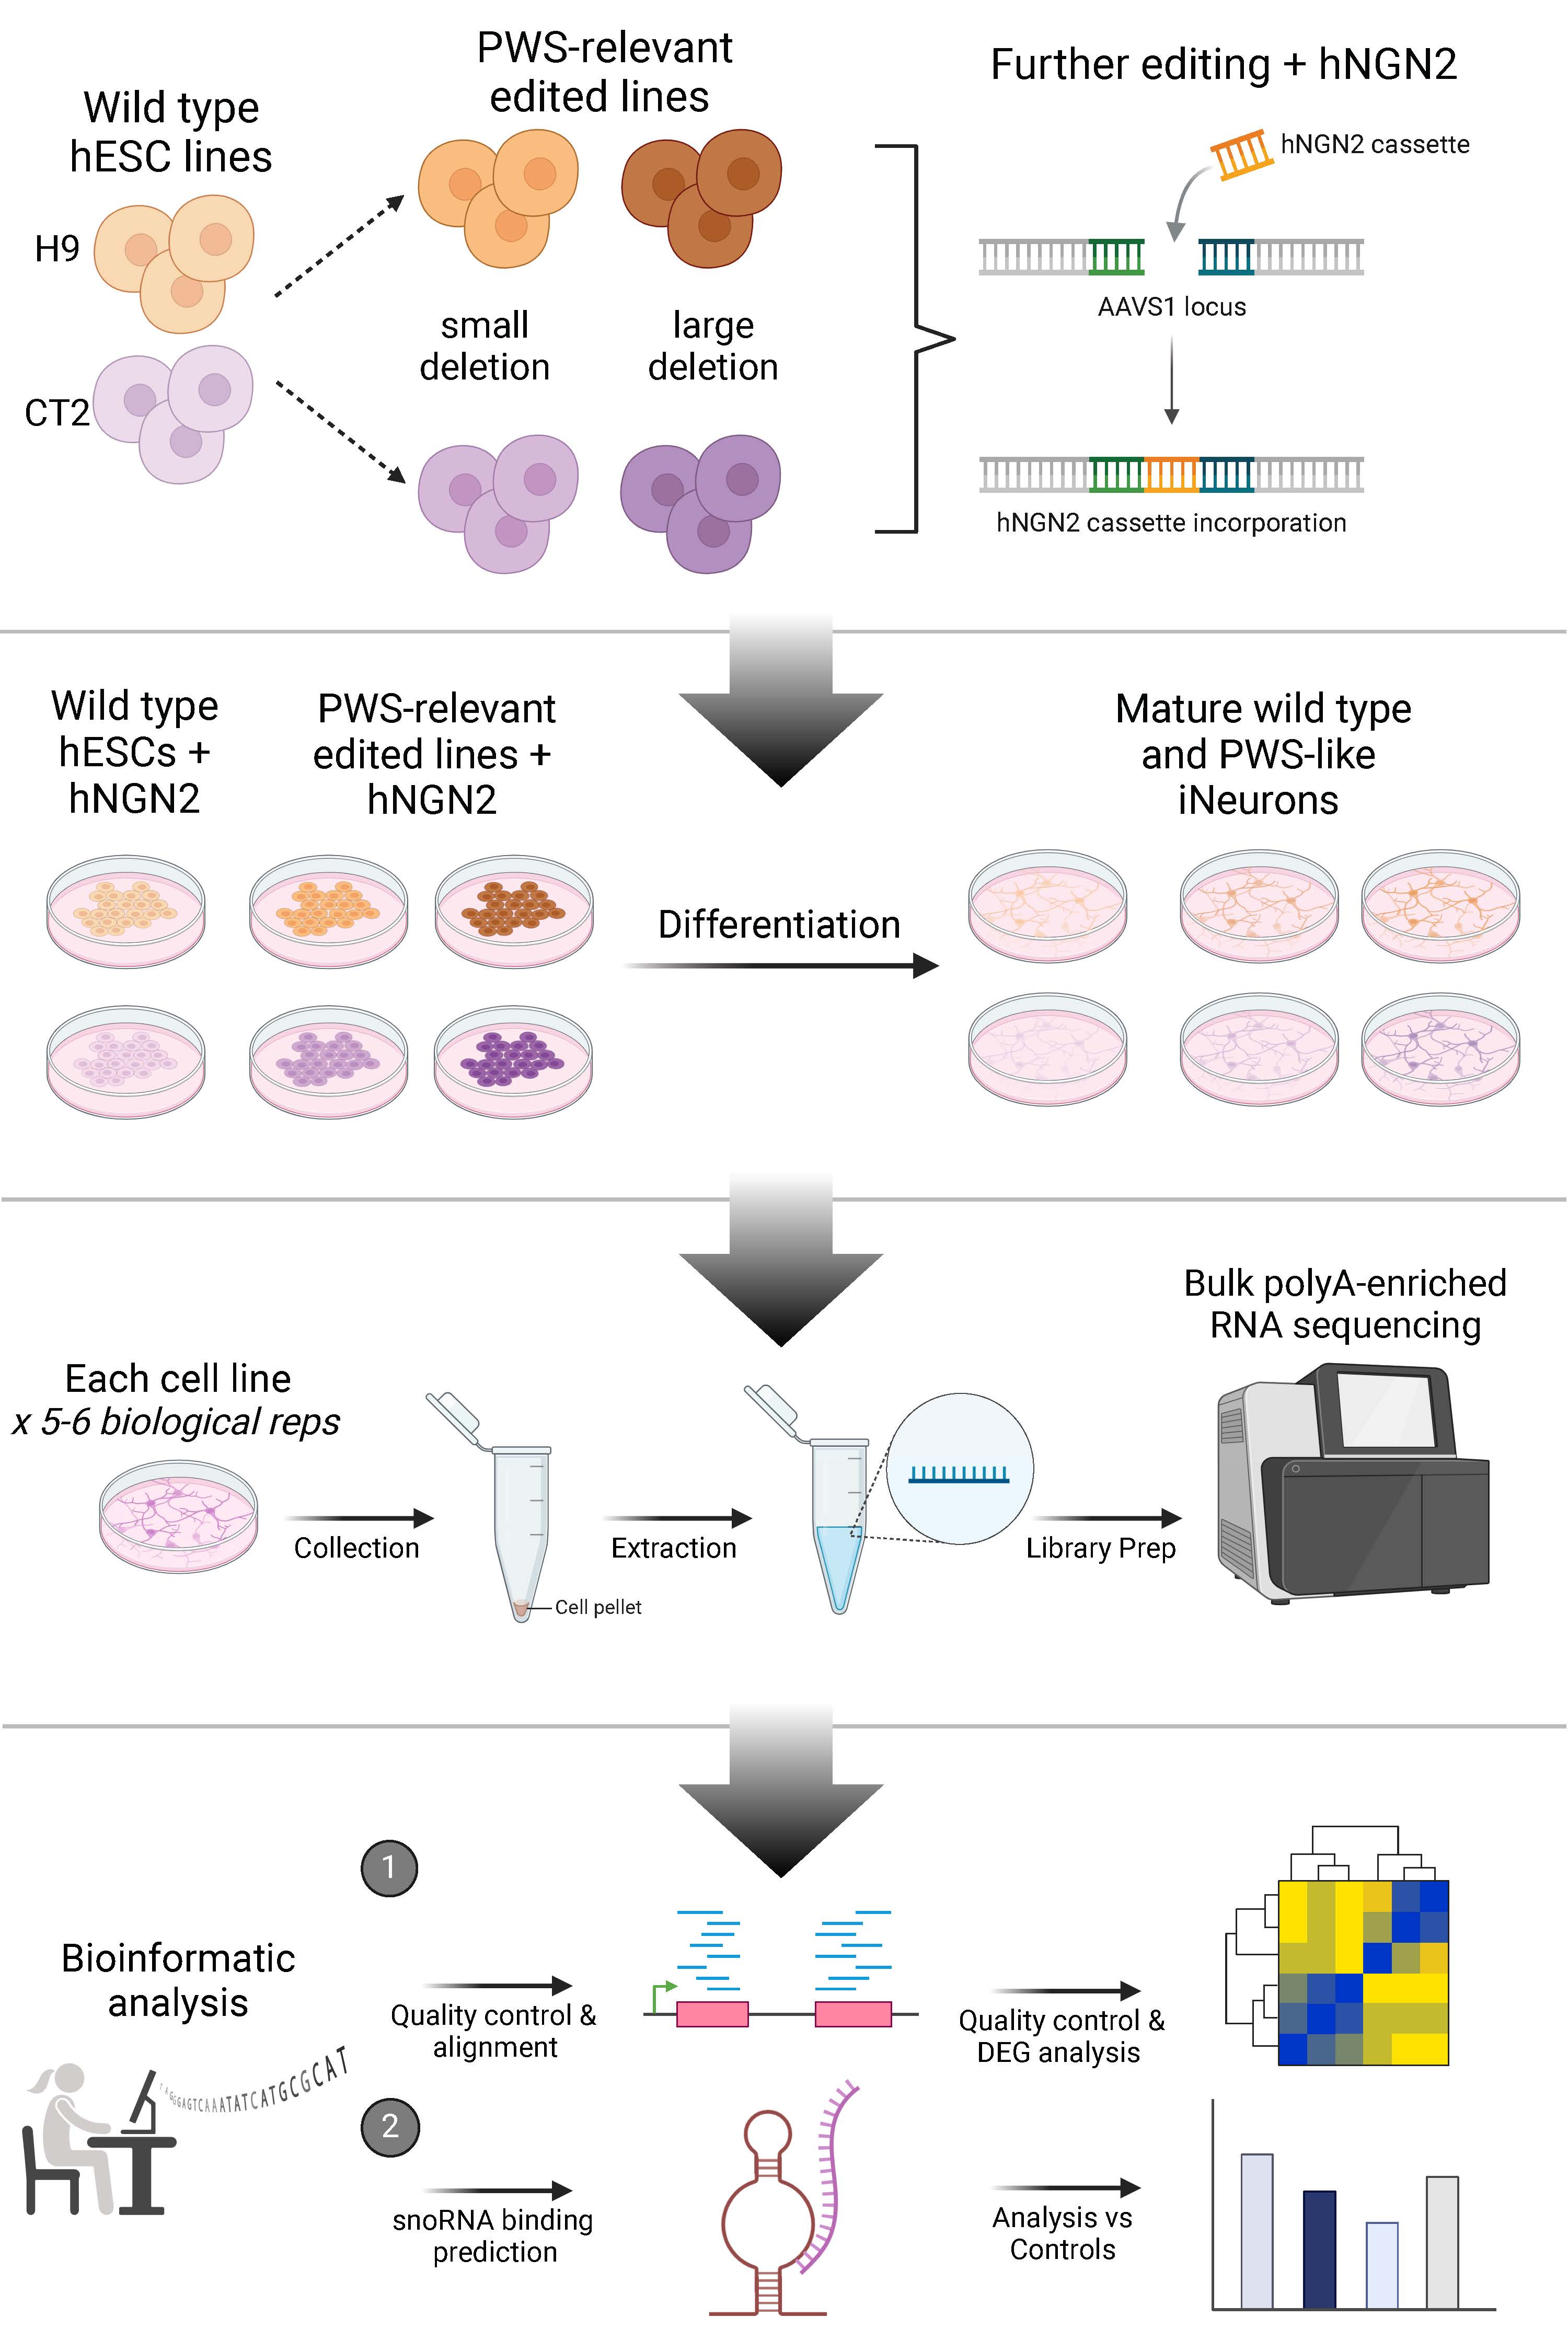 Wild type
hESC lines
H9
CT2
PWS-relevant
edited lines
small
deletion
large
deletion
Further editing + hNGN2
hNGN2 cassette
AAVS1 locus
hNGN2 cassette incorporation
Wild type
hESCs +
hNGN2
PWS-relevant
edited lines +
hNGN2
Differentiation
Mature wild type
and PWS-like
iNeurons
Each cell line
x 5-6 biological reps
Collection
Cell pellet
Extraction
Library Prep
Bulk polyA-enriched
RNA sequencing
Bioinformatic
analysis
1
Quality control &
alignment
Quality control &
DEG analysis
GAGTCAAATATCATGCGCAT
2
snoRNA binding
prediction
Analysis vs
Controls